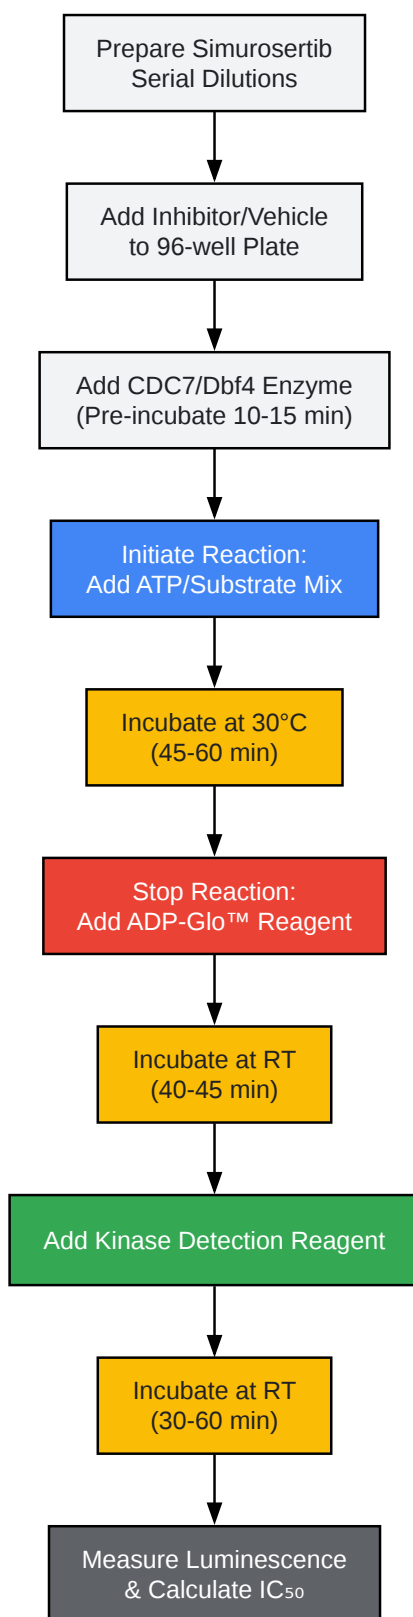 Prepare Simurosertib
Serial Dilutions
Add Inhibitor/Vehicle
to 96-well Plate
Add CDC7/Dbf4 Enzyme
(Pre-incubate 10-15 min)
Initiate Reaction:
Add ATP/Substrate Mix
Incubate at 30°C
(45-60 min)
Stop Reaction:
Add ADP-Glo™ Reagent
Incubate at RT
(40-45 min)
Add Kinase Detection Reagent
Incubate at RT
(30-60 min)
Measure Luminescence
& Calculate IC₅₀